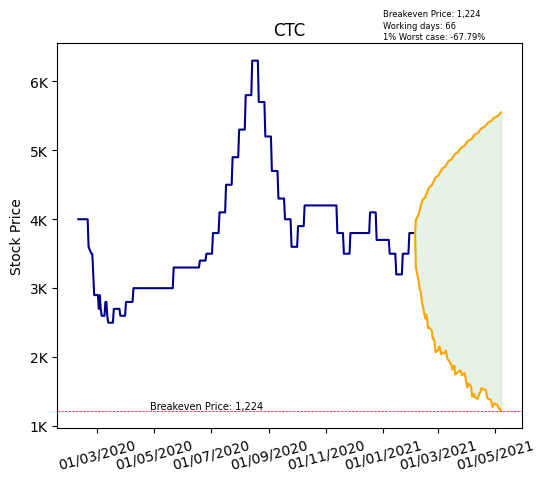 Breakeven Price: 1,224
Working days: 66
1% Worst case: -67.79%
CTC
6K
5K
4K
3K
2K
1K
Stock Price
Breakeven Price: 1,224
01/03/2020
01/05/2020
01/07/2020
01/09/2020
01/11/2020
01/01/2021
01/03/2021
01/05/2021